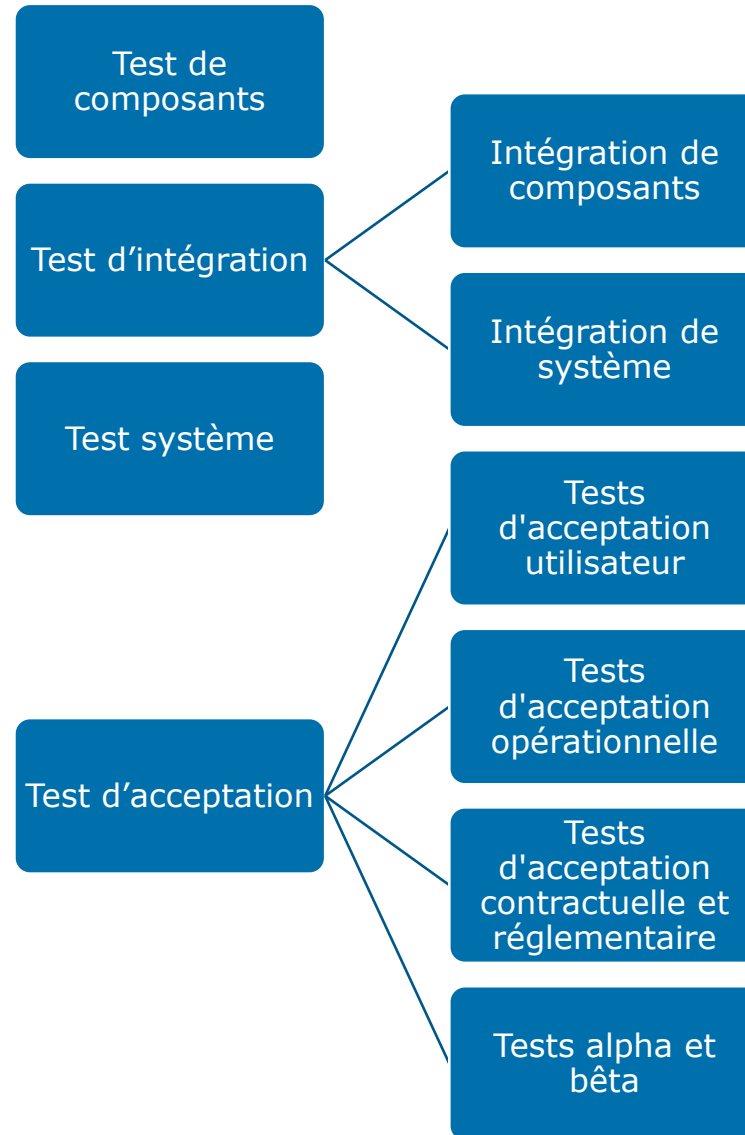 Test de
composants
Test d’intégration
Intégration de
composants
Intégration de
système
Test système
Test d’acceptation
Tests
d'acceptation
utilisateur
Tests
d'acceptation
opérationnelle
Tests
d'acceptation
contractuelle et
réglementaire
Tests alpha et
bêta